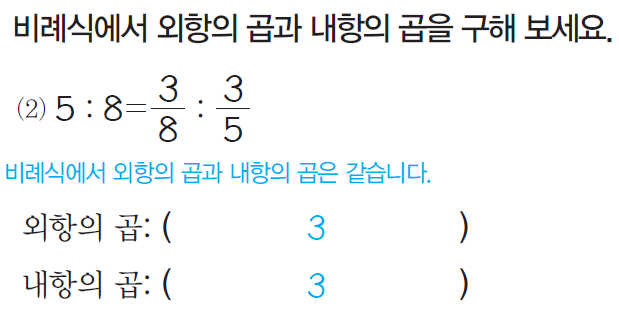 비례식에서 외항의 곱과 내항의 곱을 구해 보세요.
(2) 5 : 8 = 3/8 : 3/5
비례식에서 외항의 곱과 내항의 곱은 같습니다.
외항의 곱: ( 3 )
내항의 곱: ( 3 )